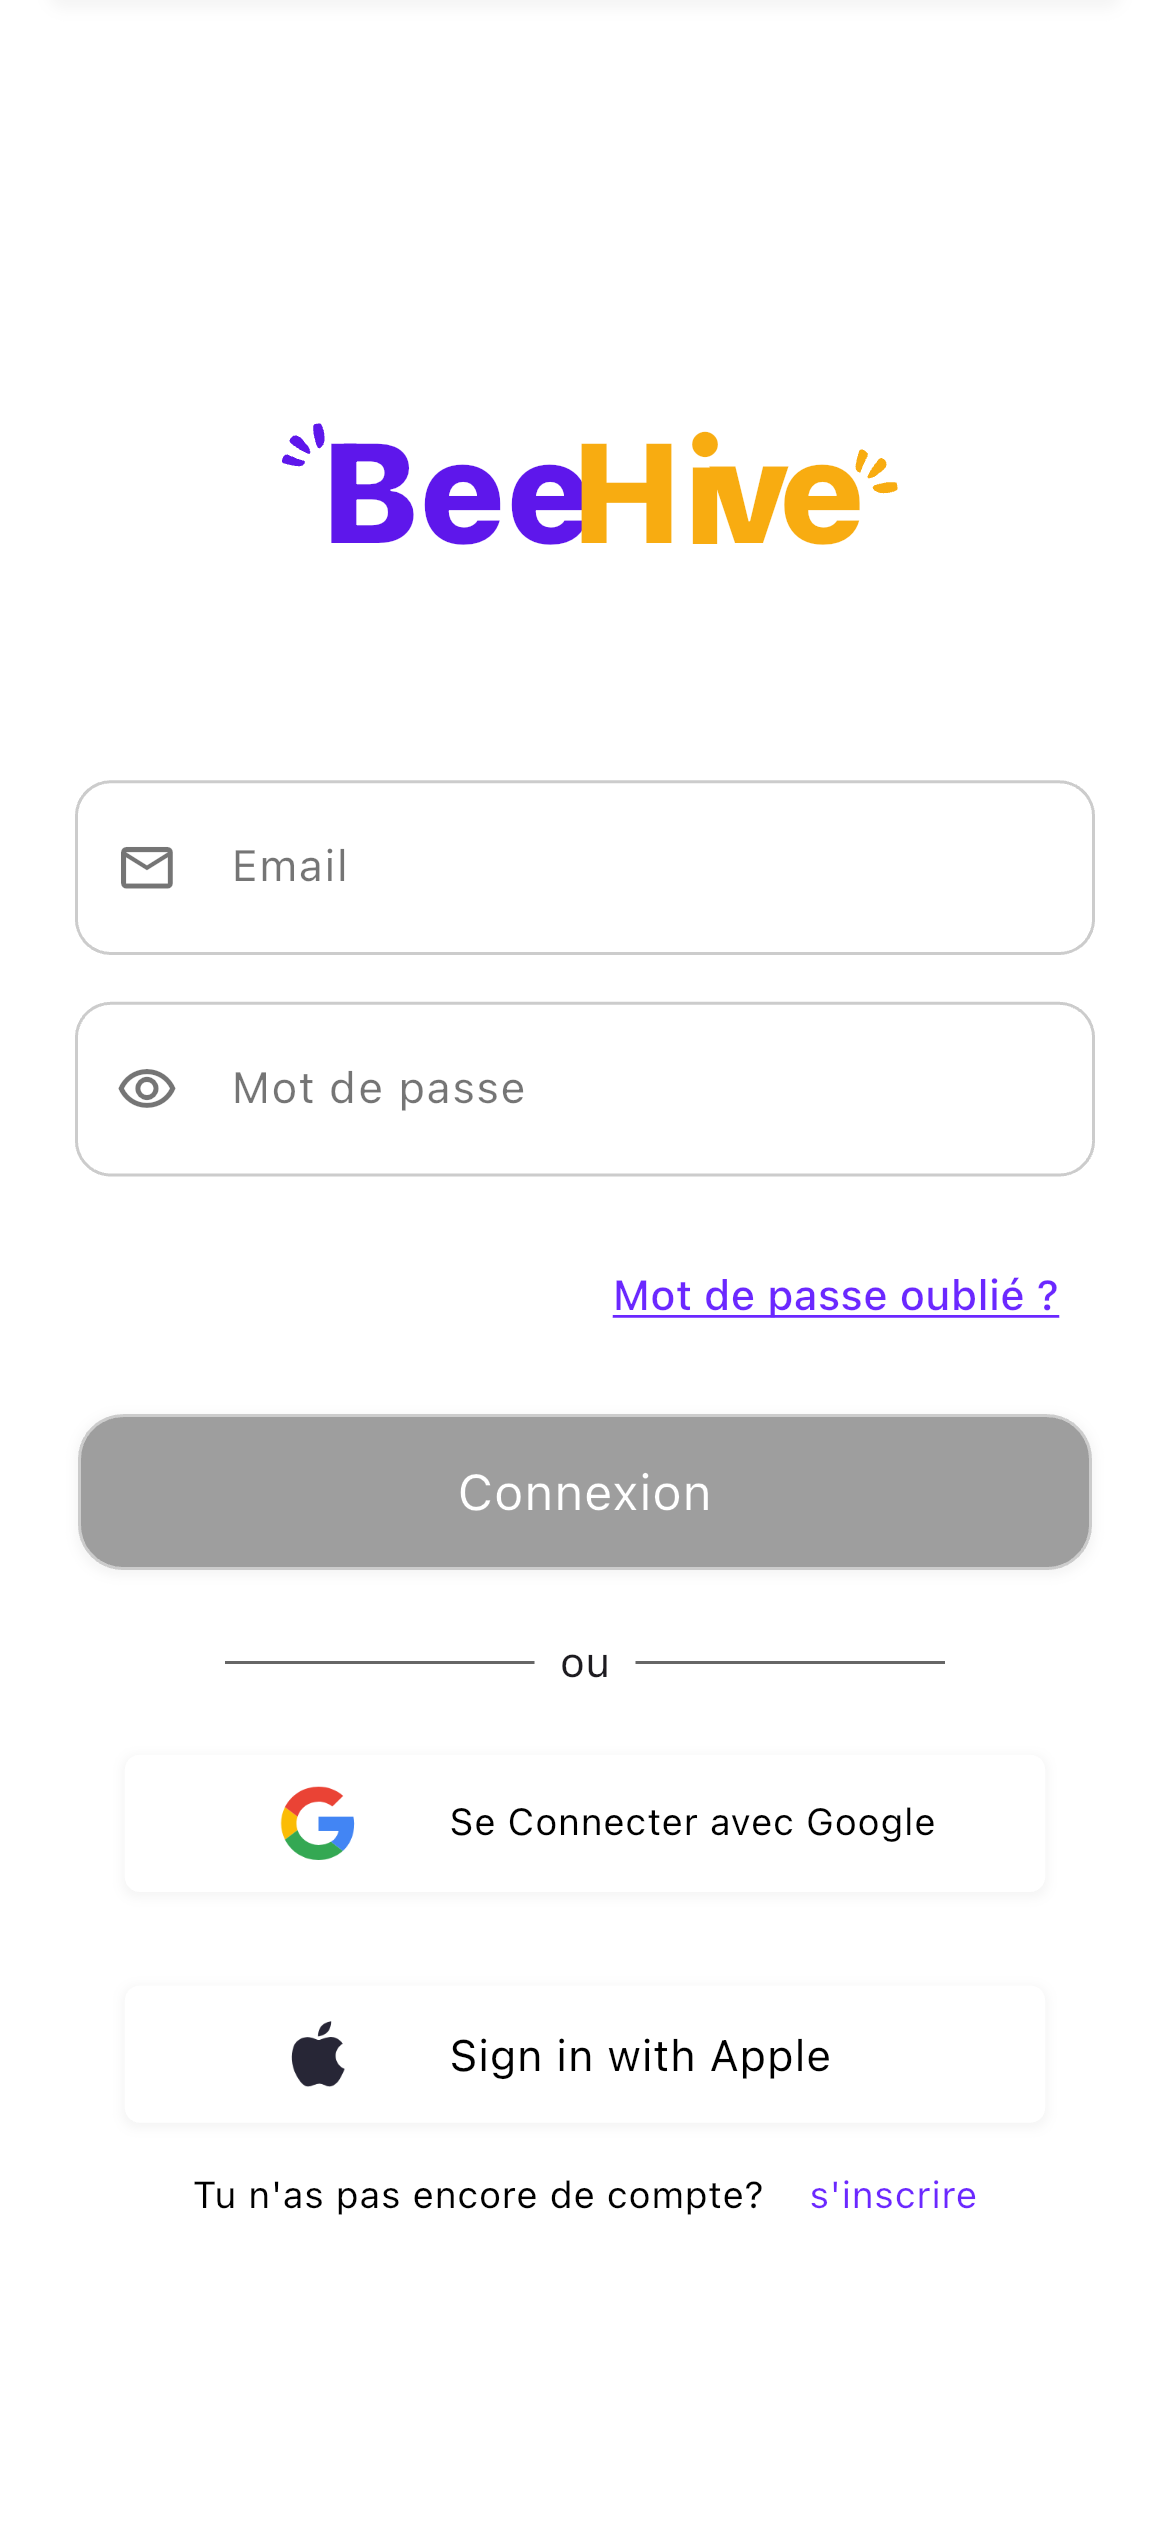 BeeHive
Email
Mot de passe
Mot de passe oublié ?
Connexion
ou
Se Connecter avec Google
Sign in with Apple
Tu n'as pas encore de compte? s'inscrire